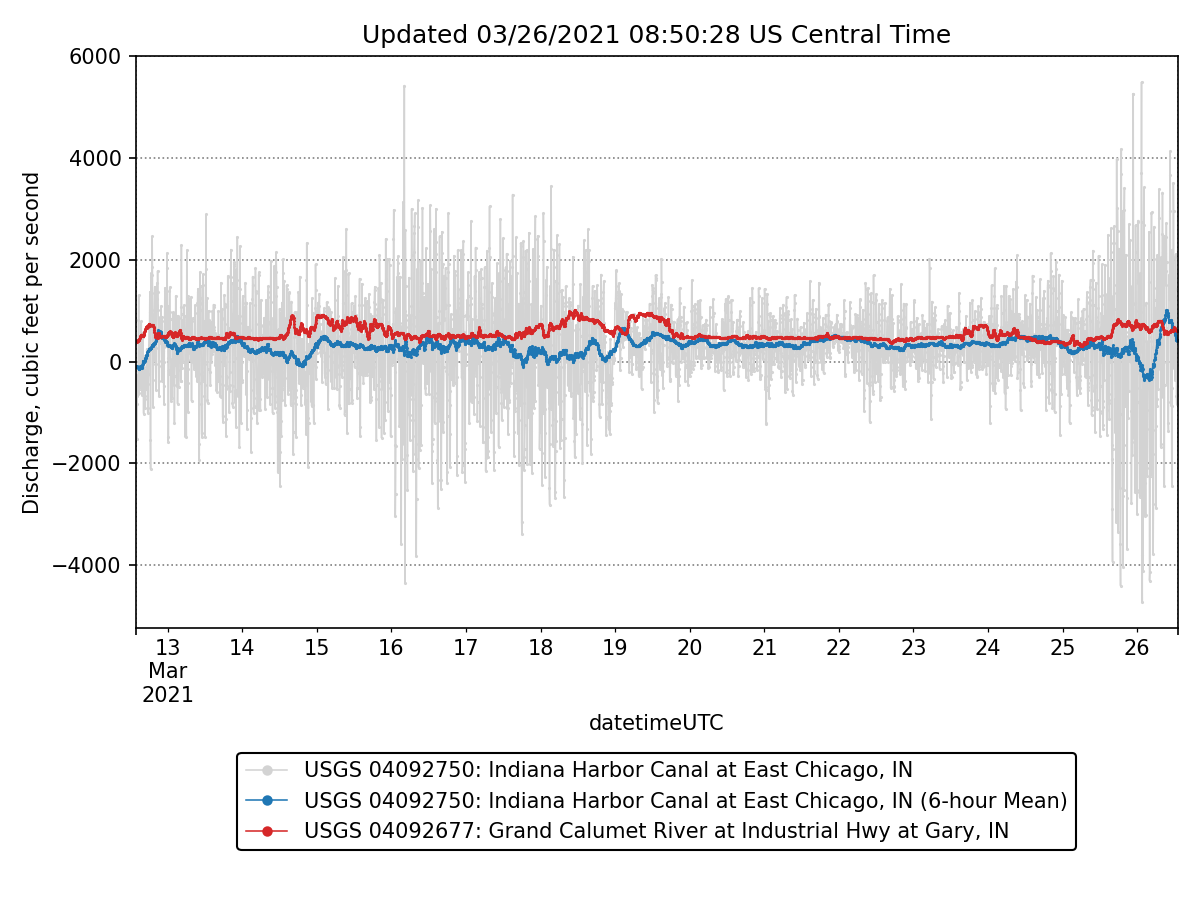 Updated 03/26/2021 08:50:28 US Central Time
6000
4000
2000
0
−2000
−4000
Discharge, cubic feet per second
13 14 15 16 17 18 19 20 21 22 23 24 25 26
Mar
2021
datetimeUTC
USGS 04092750: Indiana Harbor Canal at East Chicago, IN
USGS 04092750: Indiana Harbor Canal at East Chicago, IN (6-hour Mean)
USGS 04092677: Grand Calumet River at Industrial Hwy at Gary, IN